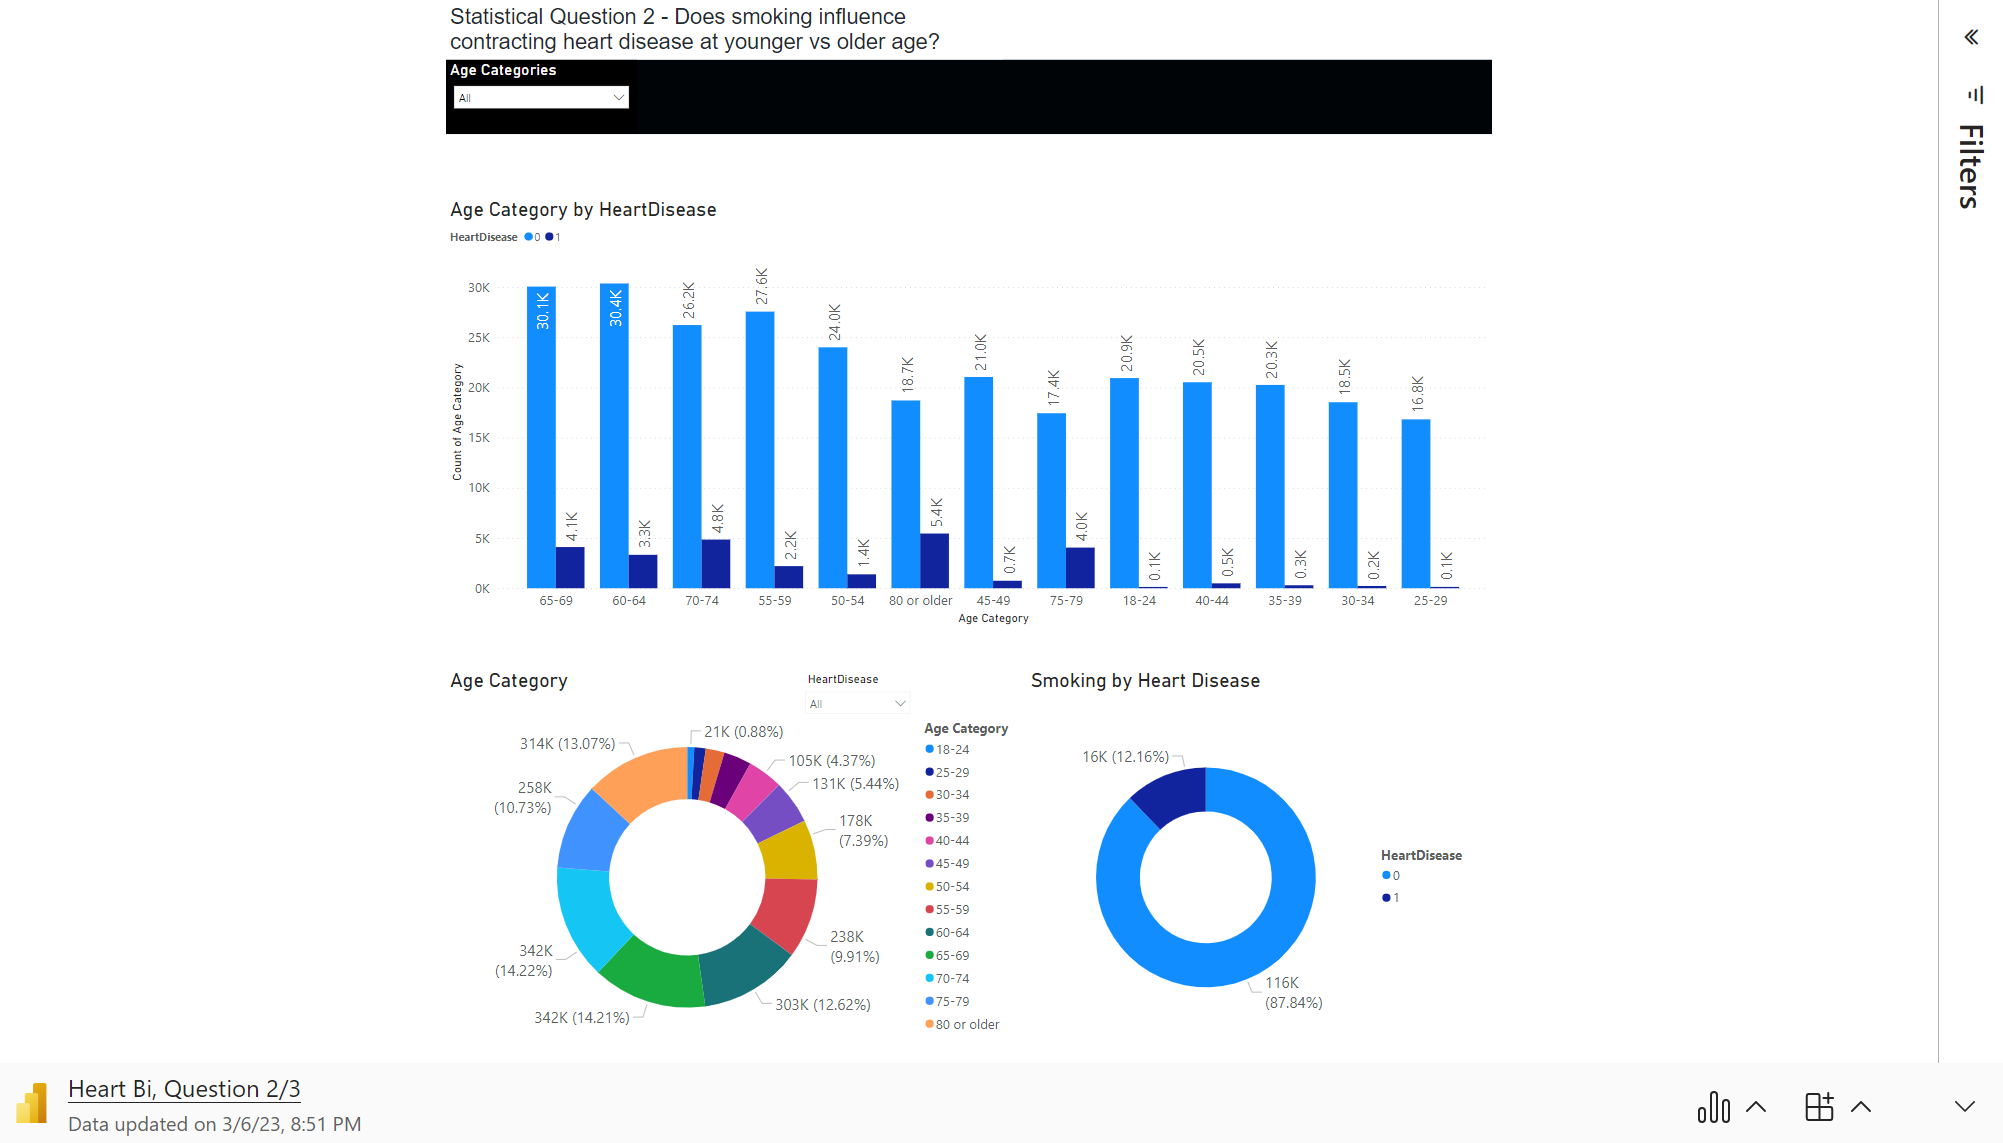 Statistical Question 2 - Does smoking influence
contracting heart disease at younger vs older age?
Age Categories
All
Filters
Age Category by HeartDisease
HeartDisease 0 1
Count of Age Category
30K
25K
20K
15K
10K
5K
0K
30.1K
4.1K
30.4K
3.3K
26.2K
4.8K
27.6K
2.2K
24.0K
1.4K
18.7K
5.4K
21.0K
0.7K
17.4K
4.0K
20.9K
0.1K
20.5K
0.5K
20.3K
0.3K
18.5K
0.2K
16.8K
0.1K
65-69 60-64 70-74 55-59 50-54 80 or older 45-49 75-79 18-24 40-44 35-39 30-34 25-29
Age Category
Age Category
HeartDisease
All
21K (0.88%)
105K (4.37%)
131K (5.44%)
178K
(7.39%)
238K
(9.91%)
303K (12.62%)
342K (14.21%)
342K
(14.22%)
258K
(10.73%)
314K (13.07%)
Age Category
18-24
25-29
30-34
35-39
40-44
45-49
50-54
55-59
60-64
65-69
70-74
75-79
80 or older
Smoking by Heart Disease
16K (12.16%)
116K
(87.84%)
HeartDisease
0
1
Heart Bi, Question 2/3
Data updated on 3/6/23, 8:51 PM